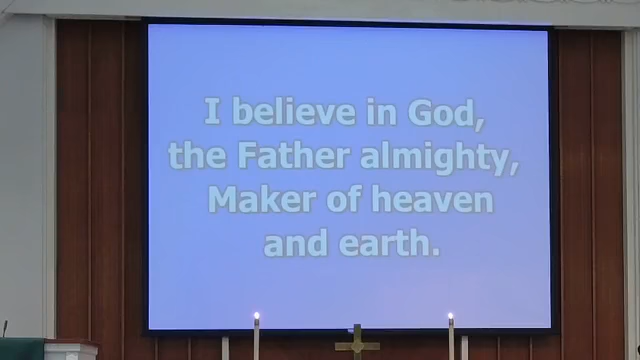 I believe in God,
the Father almighty,
Maker of heaven
and earth.